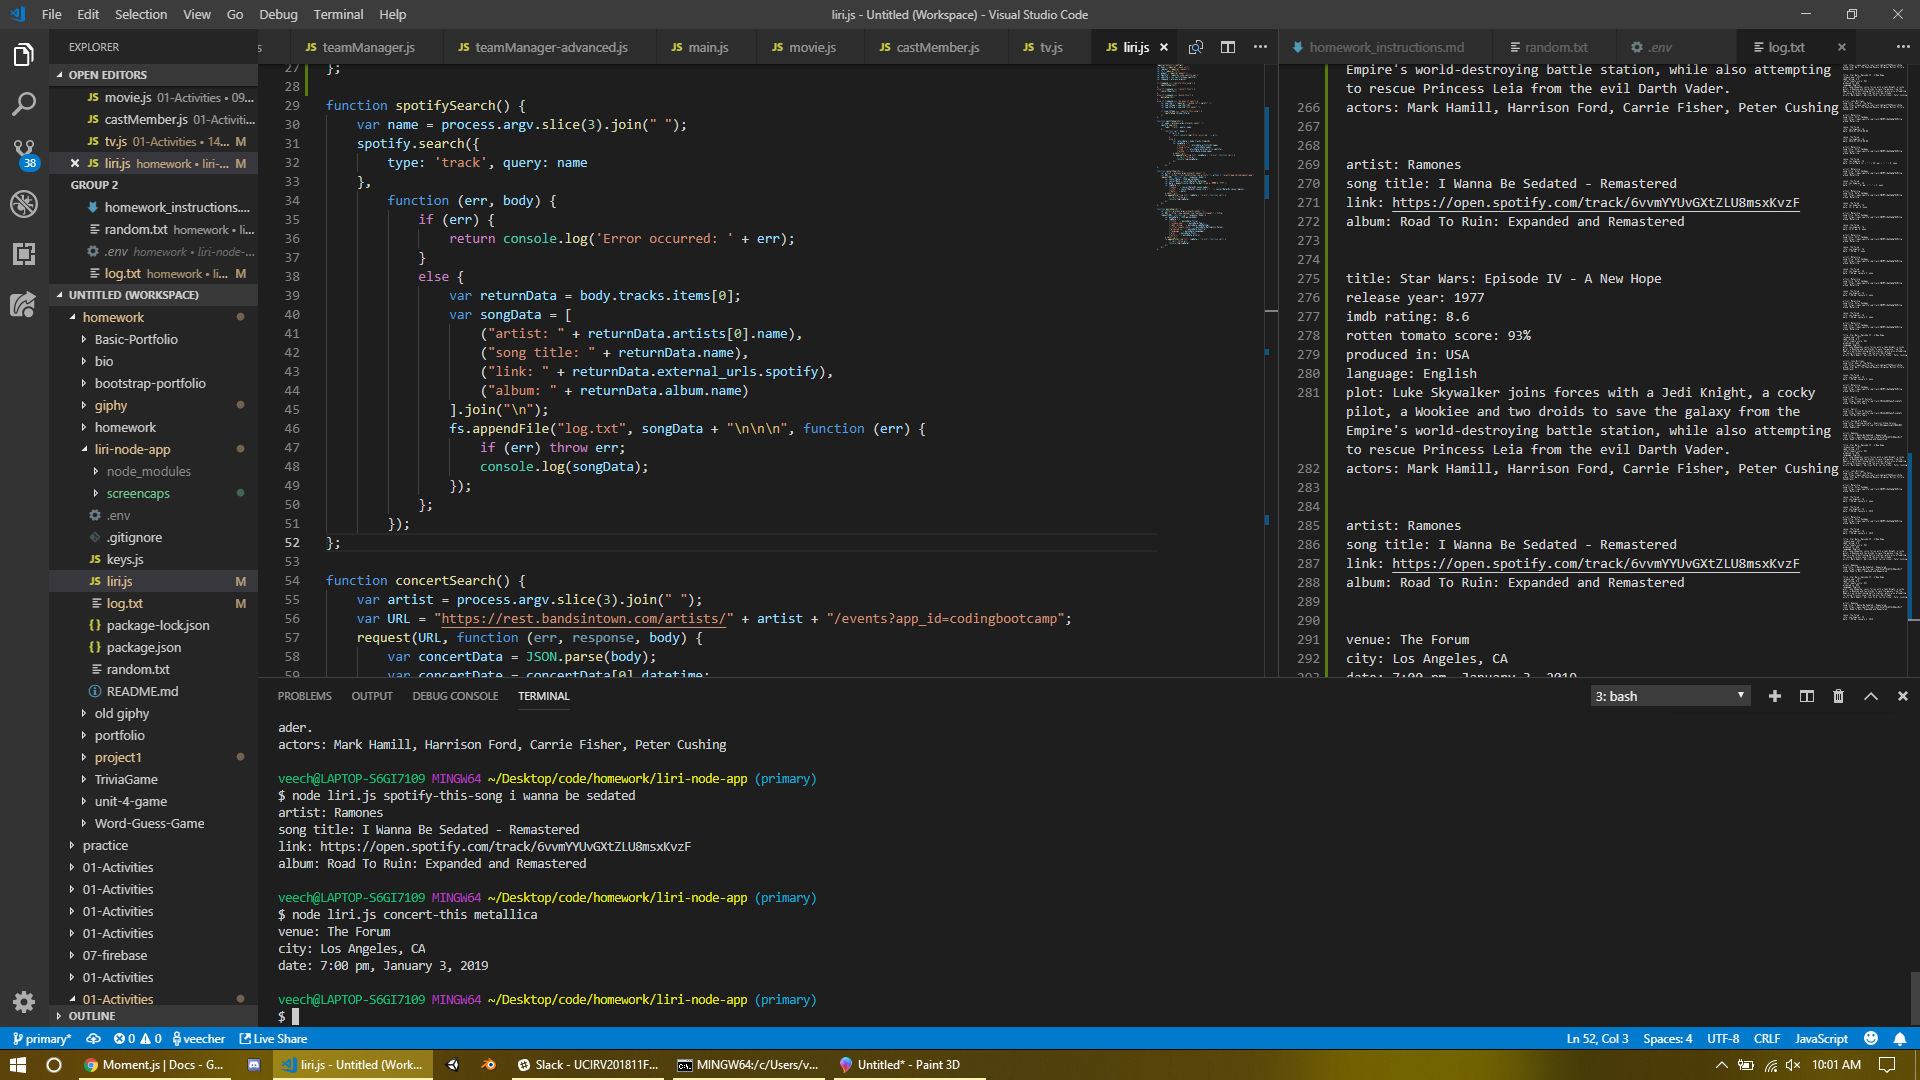 File Edit Selection View Go Debug Terminal Help
liri.js - Untitled (Workspace) - Visual Studio Code
EXPLORER
OPEN EDITORS
movie.js 01-Activities • 09...
castMember.js 01-Activiti...
tv.js 01-Activities • 14... M
liri.js homework • liri-... M
GROUP 2
homework_instructions....
random.txt homework • li...
.env homework • liri-node-...
log.txt homework • li... M
UNTITLED (WORKSPACE)
homework
Basic-Portfolio
bio
bootstrap-portfolio
giphy
homework
liri-node-app
node_modules
screencaps
.env
.gitignore
keys.js
liri.js M
log.txt M
package-lock.json
package.json
random.txt
README.md
old giphy
portfolio
project1
TriviaGame
unit-4-game
Word-Guess-Game
practice
01-Activities
01-Activities
01-Activities
01-Activities
07-firebase
01-Activities
01-Activities
OUTLINE
38
JS teamManager.js JS teamManager-advanced.js JS main.js JS movie.js JS castMember.js JS tv.js JS liri.js
27 };
28
29 function spotifySearch() {
30 var name = process.argv.slice(3).join(" ");
31 spotify.search({
32 type: 'track', query: name
33 },
34 function (err, body) {
35 if (err) {
36 return console.log('Error occurred: ' + err);
37 }
38 else {
39 var returnData = body.tracks.items[0];
40 var songData = [
41 ("artist: " + returnData.artists[0].name),
42 ("song title: " + returnData.name),
43 ("link: " + returnData.external_urls.spotify),
44 ("album: " + returnData.album.name)
45 ].join("\n");
46 fs.appendFile("log.txt", songData + "\n\n\n", function (err) {
47 if (err) throw err;
48 console.log(songData);
49 });
50 };
51 });
52 };
53
54 function concertSearch() {
55 var artist = process.argv.slice(3).join(" ");
56 var URL = "https://rest.bandsintown.com/artists/" + artist + "/events?app_id=codingbootcamp";
57 request(URL, function (err, response, body) {
58 var concertData = JSON.parse(body);
59 var concertDate = concertData[0].datetime;
homework_instructions.md random.txt .env log.txt
Empire's world-destroying battle station, while also attempting
to rescue Princess Leia from the evil Darth Vader.
266 actors: Mark Hamill, Harrison Ford, Carrie Fisher, Peter Cushing
267
268
269 artist: Ramones
270 song title: I Wanna Be Sedated - Remastered
271 link: https://open.spotify.com/track/6vvmYYUvGXtZLU8msxKvzF
272 album: Road To Ruin: Expanded and Remastered
273
274
275 title: Star Wars: Episode IV - A New Hope
276 release year: 1977
277 imdb rating: 8.6
278 rotten tomato score: 93%
279 produced in: USA
280 language: English
281 plot: Luke Skywalker joins forces with a Jedi Knight, a cocky
pilot, a Wookiee and two droids to save the galaxy from the
Empire's world-destroying battle station, while also attempting
to rescue Princess Leia from the evil Darth Vader.
282 actors: Mark Hamill, Harrison Ford, Carrie Fisher, Peter Cushing
283
284
285 artist: Ramones
286 song title: I Wanna Be Sedated - Remastered
287 link: https://open.spotify.com/track/6vvmYYUvGXtZLU8msxKvzF
288 album: Road To Ruin: Expanded and Remastered
289
290
291 venue: The Forum
292 city: Los Angeles, CA
293 date: 7:00 pm, January 3, 2019
PROBLEMS OUTPUT DEBUG CONSOLE TERMINAL
3: bash
ader.
actors: Mark Hamill, Harrison Ford, Carrie Fisher, Peter Cushing
veech@LAPTOP-S6GI7109 MINGW64 ~/Desktop/code/homework/liri-node-app (primary)
$ node liri.js spotify-this-song i wanna be sedated
artist: Ramones
song title: I Wanna Be Sedated - Remastered
link: https://open.spotify.com/track/6vvmYYUvGXtZLU8msxKvzF
album: Road To Ruin: Expanded and Remastered
veech@LAPTOP-S6GI7109 MINGW64 ~/Desktop/code/homework/liri-node-app (primary)
$ node liri.js concert-this metallica
venue: The Forum
city: Los Angeles, CA
date: 7:00 pm, January 3, 2019
veech@LAPTOP-S6GI7109 MINGW64 ~/Desktop/code/homework/liri-node-app (primary)
$
primary* 0 0 veecher Live Share
Ln 52, Col 3 Spaces: 4 UTF-8 CRLF JavaScript
Moment.js | Docs - G... liri.js - Untitled (Work... Slack - UCIRV201811F... MINGW64:/c/Users/v... Untitled* - Paint 3D 10:01 AM